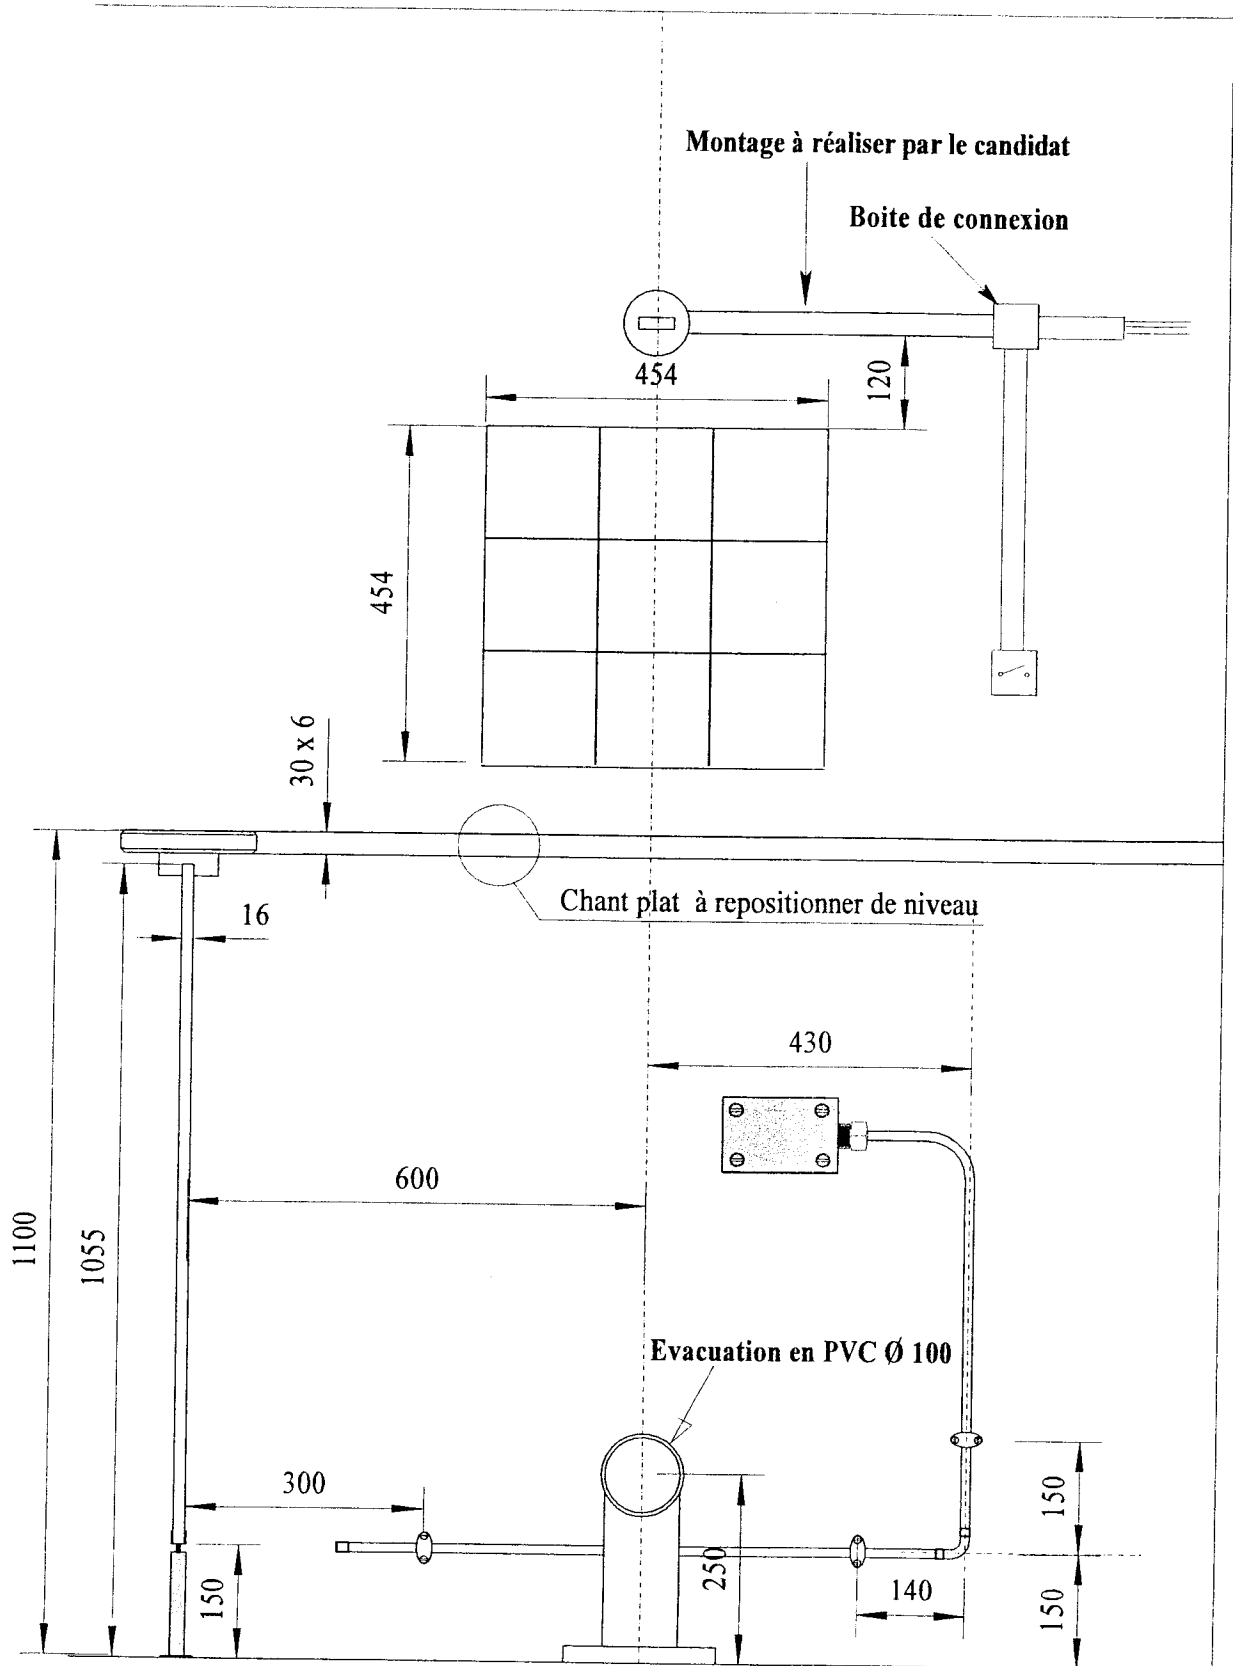 Montage à réaliser par le candidat
Boite de connexion
454
120
454
30 x 6
Chant plat à repositionner de niveau
16
430
600
1100
1055
Evacuation en PVC Ø 100
300
150
250
150
140
150